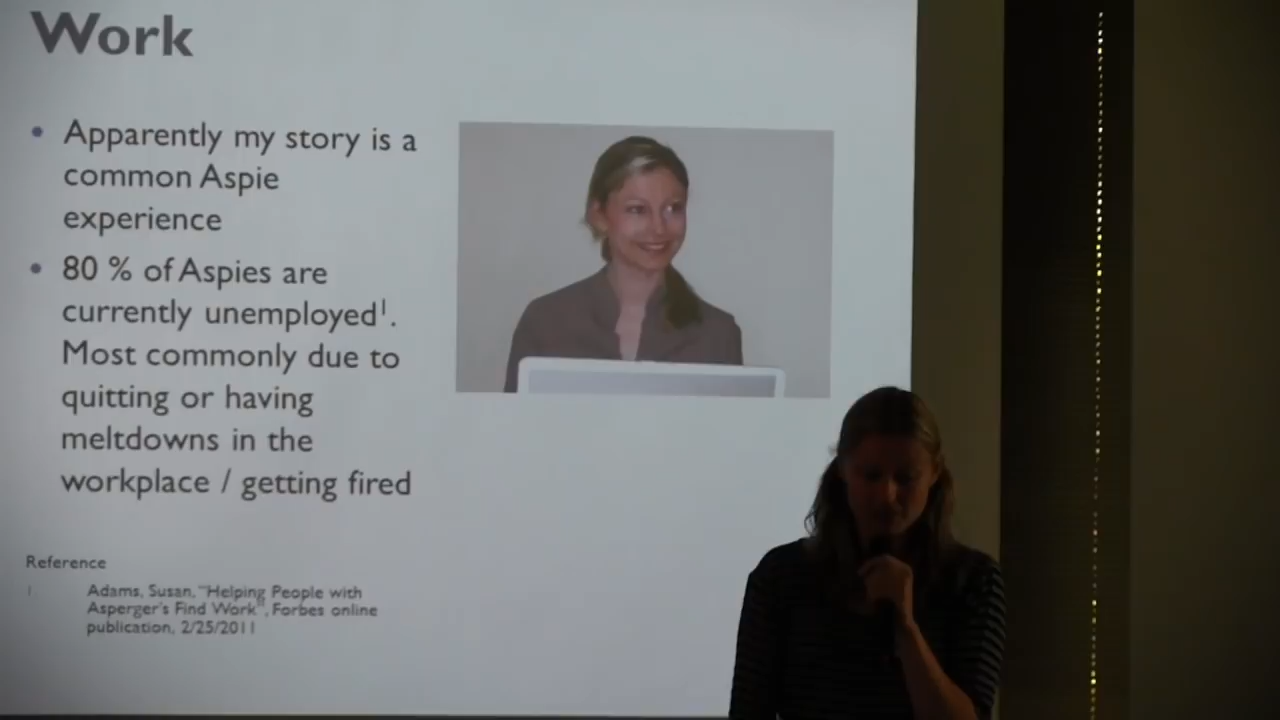 Work
• Apparently my story is a
common Aspie
experience
• 80 % of Aspies are
currently unemployed¹.
Most commonly due to
quitting or having
meltdowns in the
workplace / getting fired
Reference
1. Adams, Susan. "Helping People with
Asperger's Find Work", Forbes online
publication, 2/25/2011